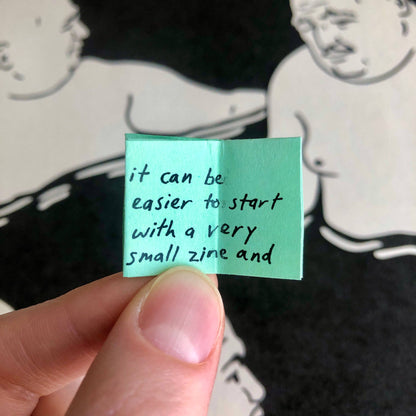 it can be
easier to start
with a very
small zine and